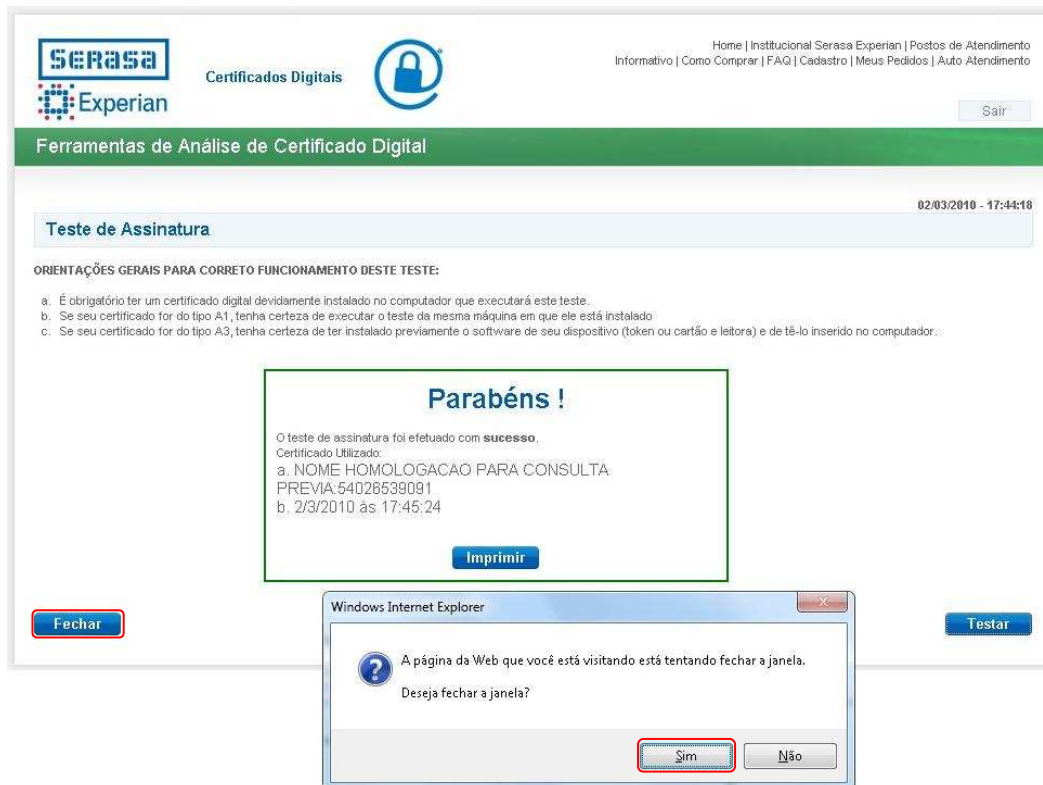 Serasa
Experian
Certificados Digitais
Home | Institucional Serasa Experian | Postos de Atendimento
Informativo | Como Comprar | FAQ | Cadastro | Meus Pedidos | Auto Atendimento
Sair
Ferramentas de Análise de Certificado Digital
02/03/2010 - 17:44:18
Teste de Assinatura
ORIENTAÇÕES GERAIS PARA CORRETO FUNCIONAMENTO DESTE TESTE:
a. É obrigatório ter um certificado digital devidamente instalado no computador que executará este teste.
b. Se seu certificado for do tipo A1, tenha certeza de executar o teste da mesma máquina em que ele está instalado
c. Se seu certificado for do tipo A3, tenha certeza de ter instalado previamente o software de seu dispositivo (token ou cartão e leitora) e de tê-lo inserido no computador.
Parabéns !
O teste de assinatura foi efetuado com sucesso.
Certificado Utilizado:
a. NOME HOMOLOGACAO PARA CONSULTA
PREVIA:54026539091
b. 2/3/2010 às 17:45:24
Imprimir
Fechar
Testar
Windows Internet Explorer
A página da Web que você está visitando está tentando fechar a janela.
Deseja fechar a janela?
Sim
Não